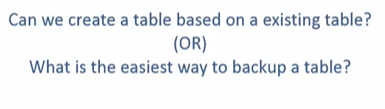 Can we create a table based on a existing table?
(OR)
What is the easiest way to backup a table?